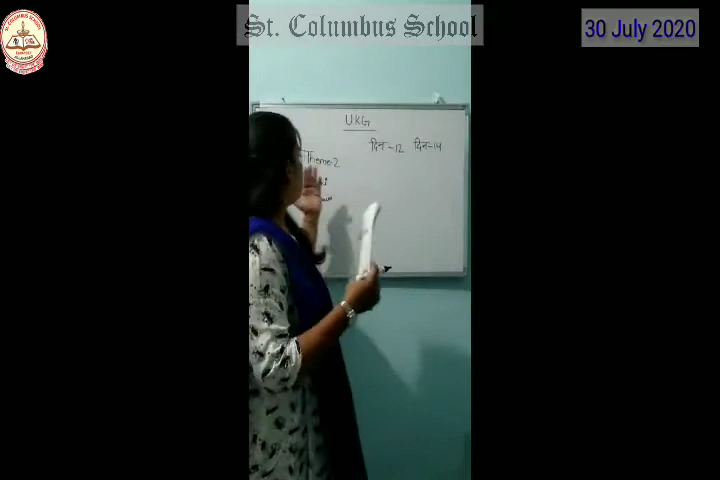 St. Columbus School
30 July 2020
UKG
दिन-12 दिन-14
Theme:2